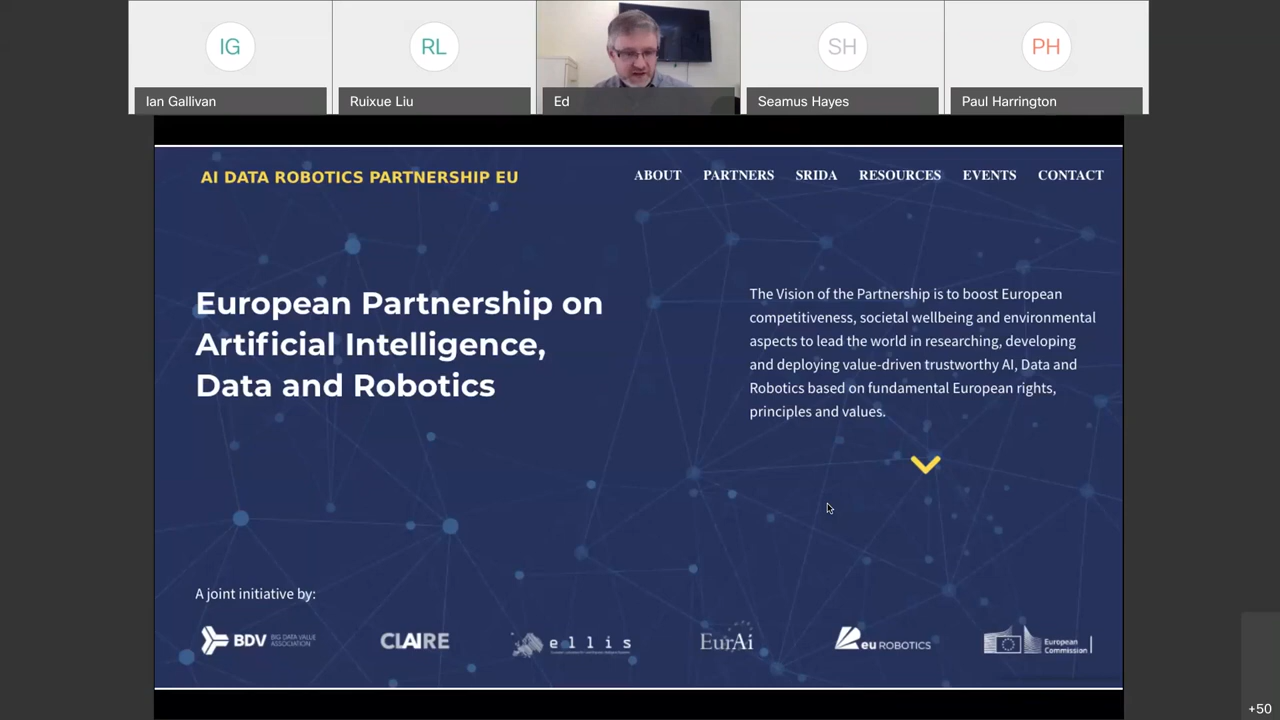 IG
RL
SH
PH
Ian Gallivan
Ruixue Liu
Ed
Seamus Hayes
Paul Harrington
AI DATA ROBOTICS PARTNERSHIP EU
ABOUT PARTNERS SRIDA RESOURCES EVENTS CONTACT
European Partnership on
Artificial Intelligence,
Data and Robotics
The Vision of the Partnership is to boost European
competitiveness, societal wellbeing and environmental
aspects to lead the world in researching, developing
and deploying value-driven trustworthy AI, Data and
Robotics based on fundamental European rights,
principles and values.
A joint initiative by:
BDV BIG DATA VALUE
ASSOCIATION
CLAIRE
ellis
EurAi
eu ROBOTICS
European
Commission
+50